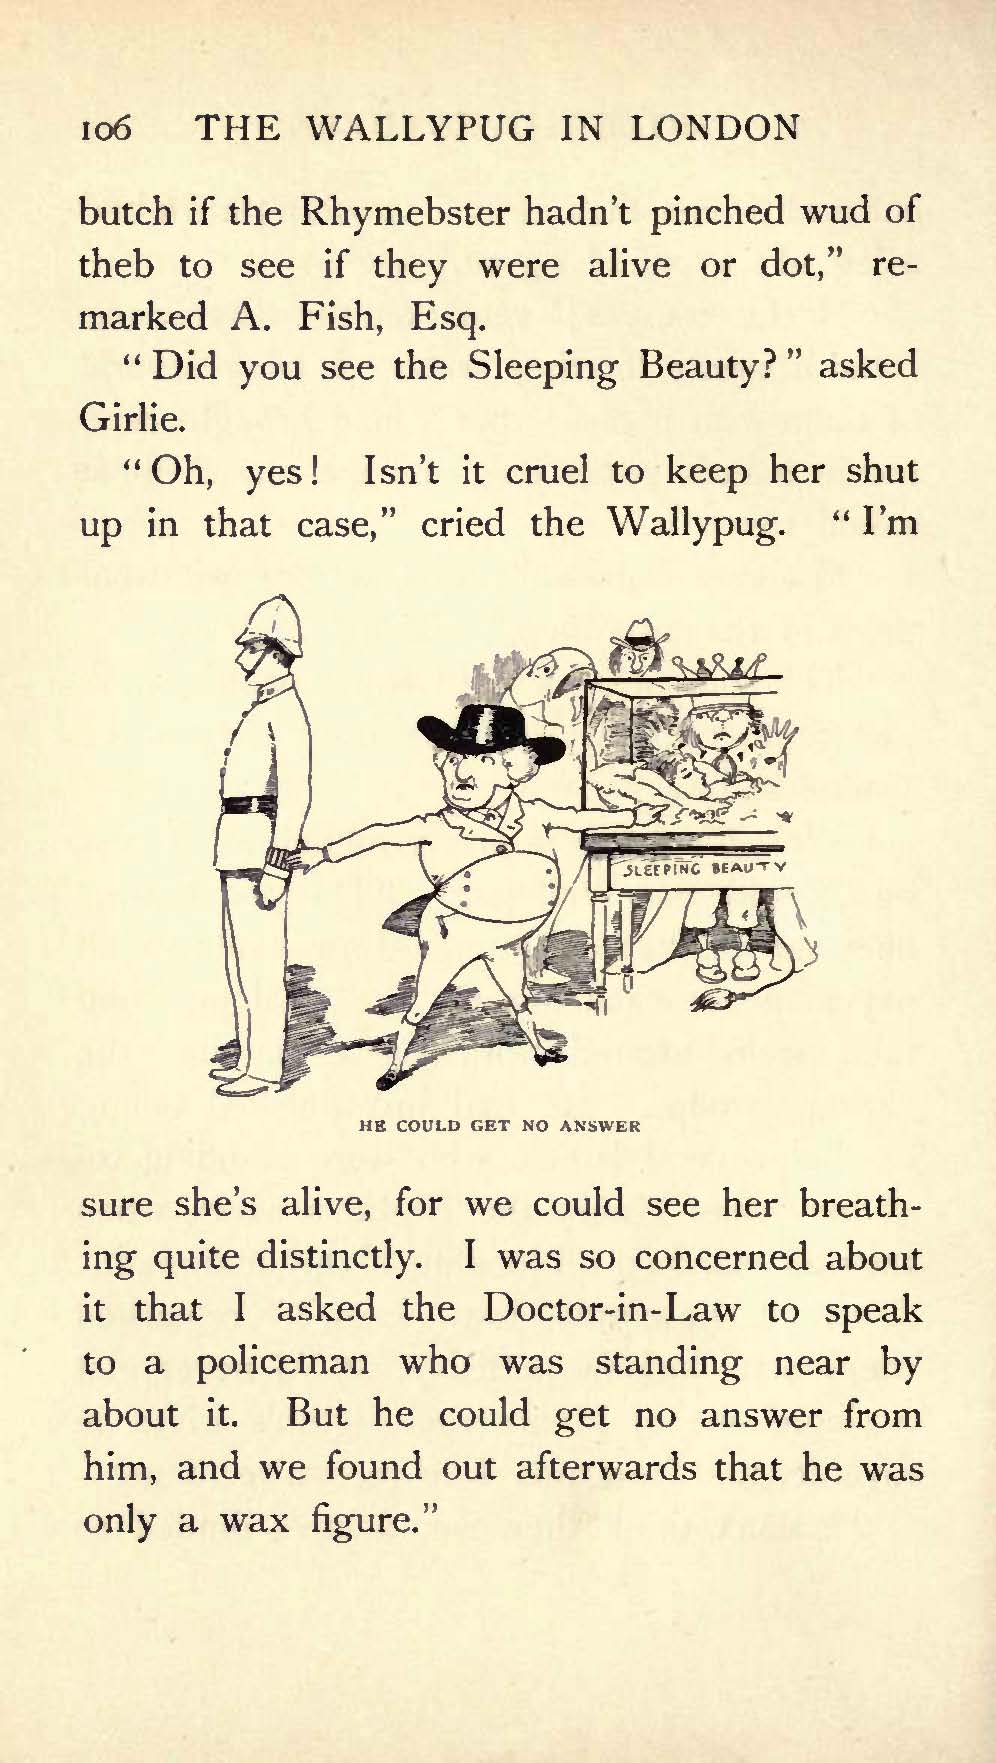 106 THE WALLYPUG IN LONDON
butch if the Rhymebster hadn't pinched wud of
theb to see if they were alive or dot," re-
marked A. Fish, Esq.
"Did you see the Sleeping Beauty?" asked
Girlie.
"Oh, yes! Isn't it cruel to keep her shut
up in that case," cried the Wallypug. "I'm
SLEEPING BEAUTY
HE COULD GET NO ANSWER
sure she's alive, for we could see her breath-
ing quite distinctly. I was so concerned about
it that I asked the Doctor-in-Law to speak
to a policeman who was standing near by
about it. But he could get no answer from
him, and we found out afterwards that he was
only a wax figure."